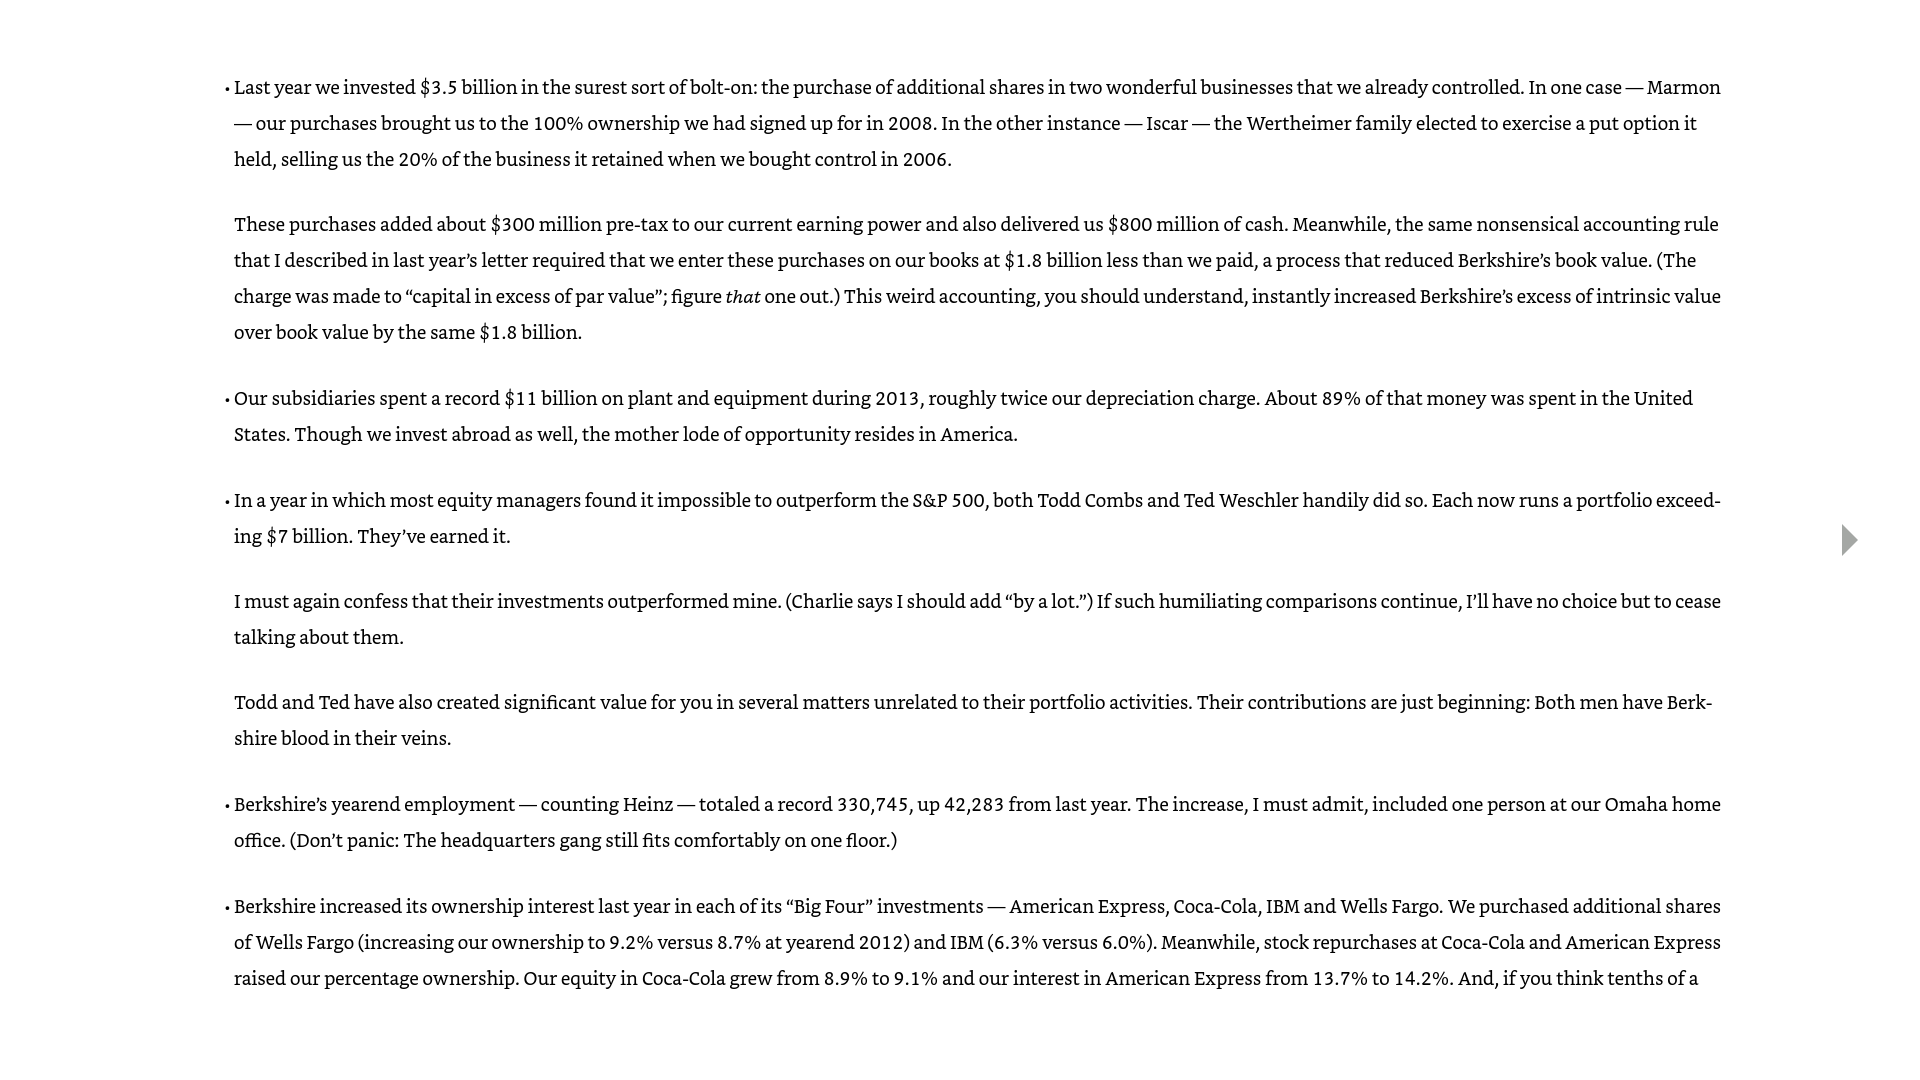 • Last year we invested $3.5 billion in the surest sort of bolt-on: the purchase of additional shares in two wonderful businesses that we already controlled. In one case — Marmon
— our purchases brought us to the 100% ownership we had signed up for in 2008. In the other instance — Iscar — the Wertheimer family elected to exercise a put option it
held, selling us the 20% of the business it retained when we bought control in 2006.
These purchases added about $300 million pre-tax to our current earning power and also delivered us $800 million of cash. Meanwhile, the same nonsensical accounting rule
that I described in last year’s letter required that we enter these purchases on our books at $1.8 billion less than we paid, a process that reduced Berkshire’s book value. (The
charge was made to “capital in excess of par value”; figure that one out.) This weird accounting, you should understand, instantly increased Berkshire’s excess of intrinsic value
over book value by the same $1.8 billion.
• Our subsidiaries spent a record $11 billion on plant and equipment during 2013, roughly twice our depreciation charge. About 89% of that money was spent in the United
States. Though we invest abroad as well, the mother lode of opportunity resides in America.
• In a year in which most equity managers found it impossible to outperform the S&P 500, both Todd Combs and Ted Weschler handily did so. Each now runs a portfolio exceed-
ing $7 billion. They’ve earned it.
I must again confess that their investments outperformed mine. (Charlie says I should add “by a lot.”) If such humiliating comparisons continue, I’ll have no choice but to cease
talking about them.
Todd and Ted have also created significant value for you in several matters unrelated to their portfolio activities. Their contributions are just beginning: Both men have Berk-
shire blood in their veins.
• Berkshire’s yearend employment — counting Heinz — totaled a record 330,745, up 42,283 from last year. The increase, I must admit, included one person at our Omaha home
office. (Don’t panic: The headquarters gang still fits comfortably on one floor.)
• Berkshire increased its ownership interest last year in each of its “Big Four” investments — American Express, Coca-Cola, IBM and Wells Fargo. We purchased additional shares
of Wells Fargo (increasing our ownership to 9.2% versus 8.7% at yearend 2012) and IBM (6.3% versus 6.0%). Meanwhile, stock repurchases at Coca-Cola and American Express
raised our percentage ownership. Our equity in Coca-Cola grew from 8.9% to 9.1% and our interest in American Express from 13.7% to 14.2%. And, if you think tenths of a